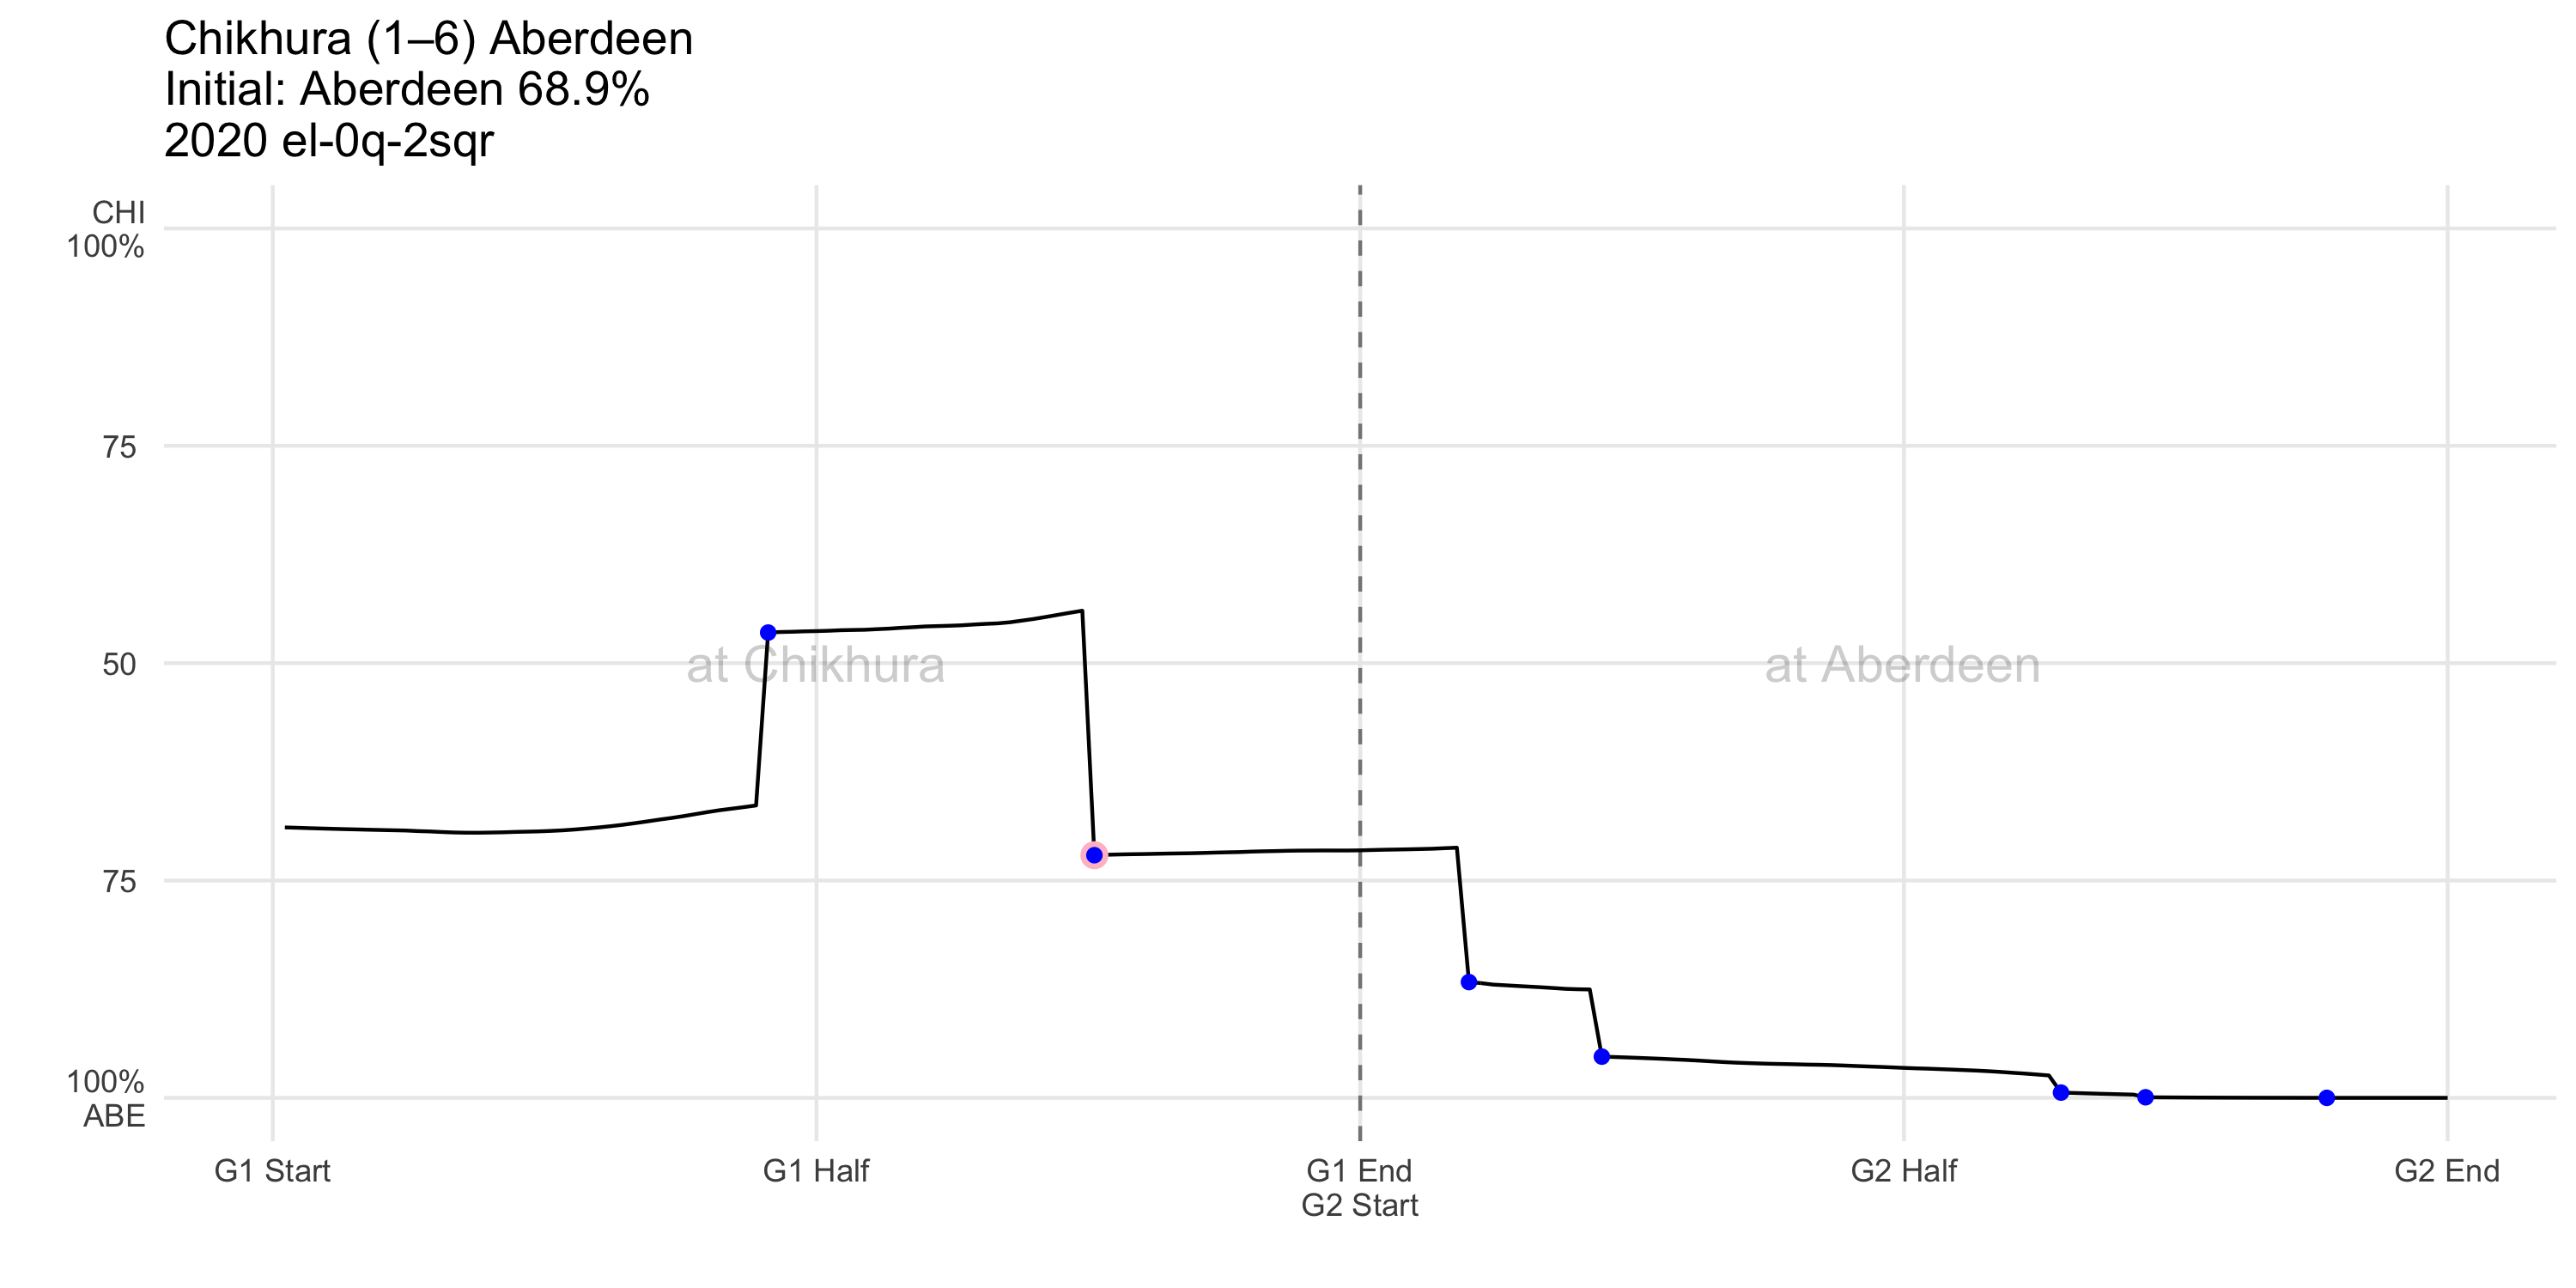 Chikhura (1–6) Aberdeen
Initial: Aberdeen 68.9%
2020 el-0q-2sqr
CHI
100%
75
50
75
100%
ABE
at Chikhura
at Aberdeen
G1 Start
G1 Half
G1 End
G2 Start
G2 Half
G2 End